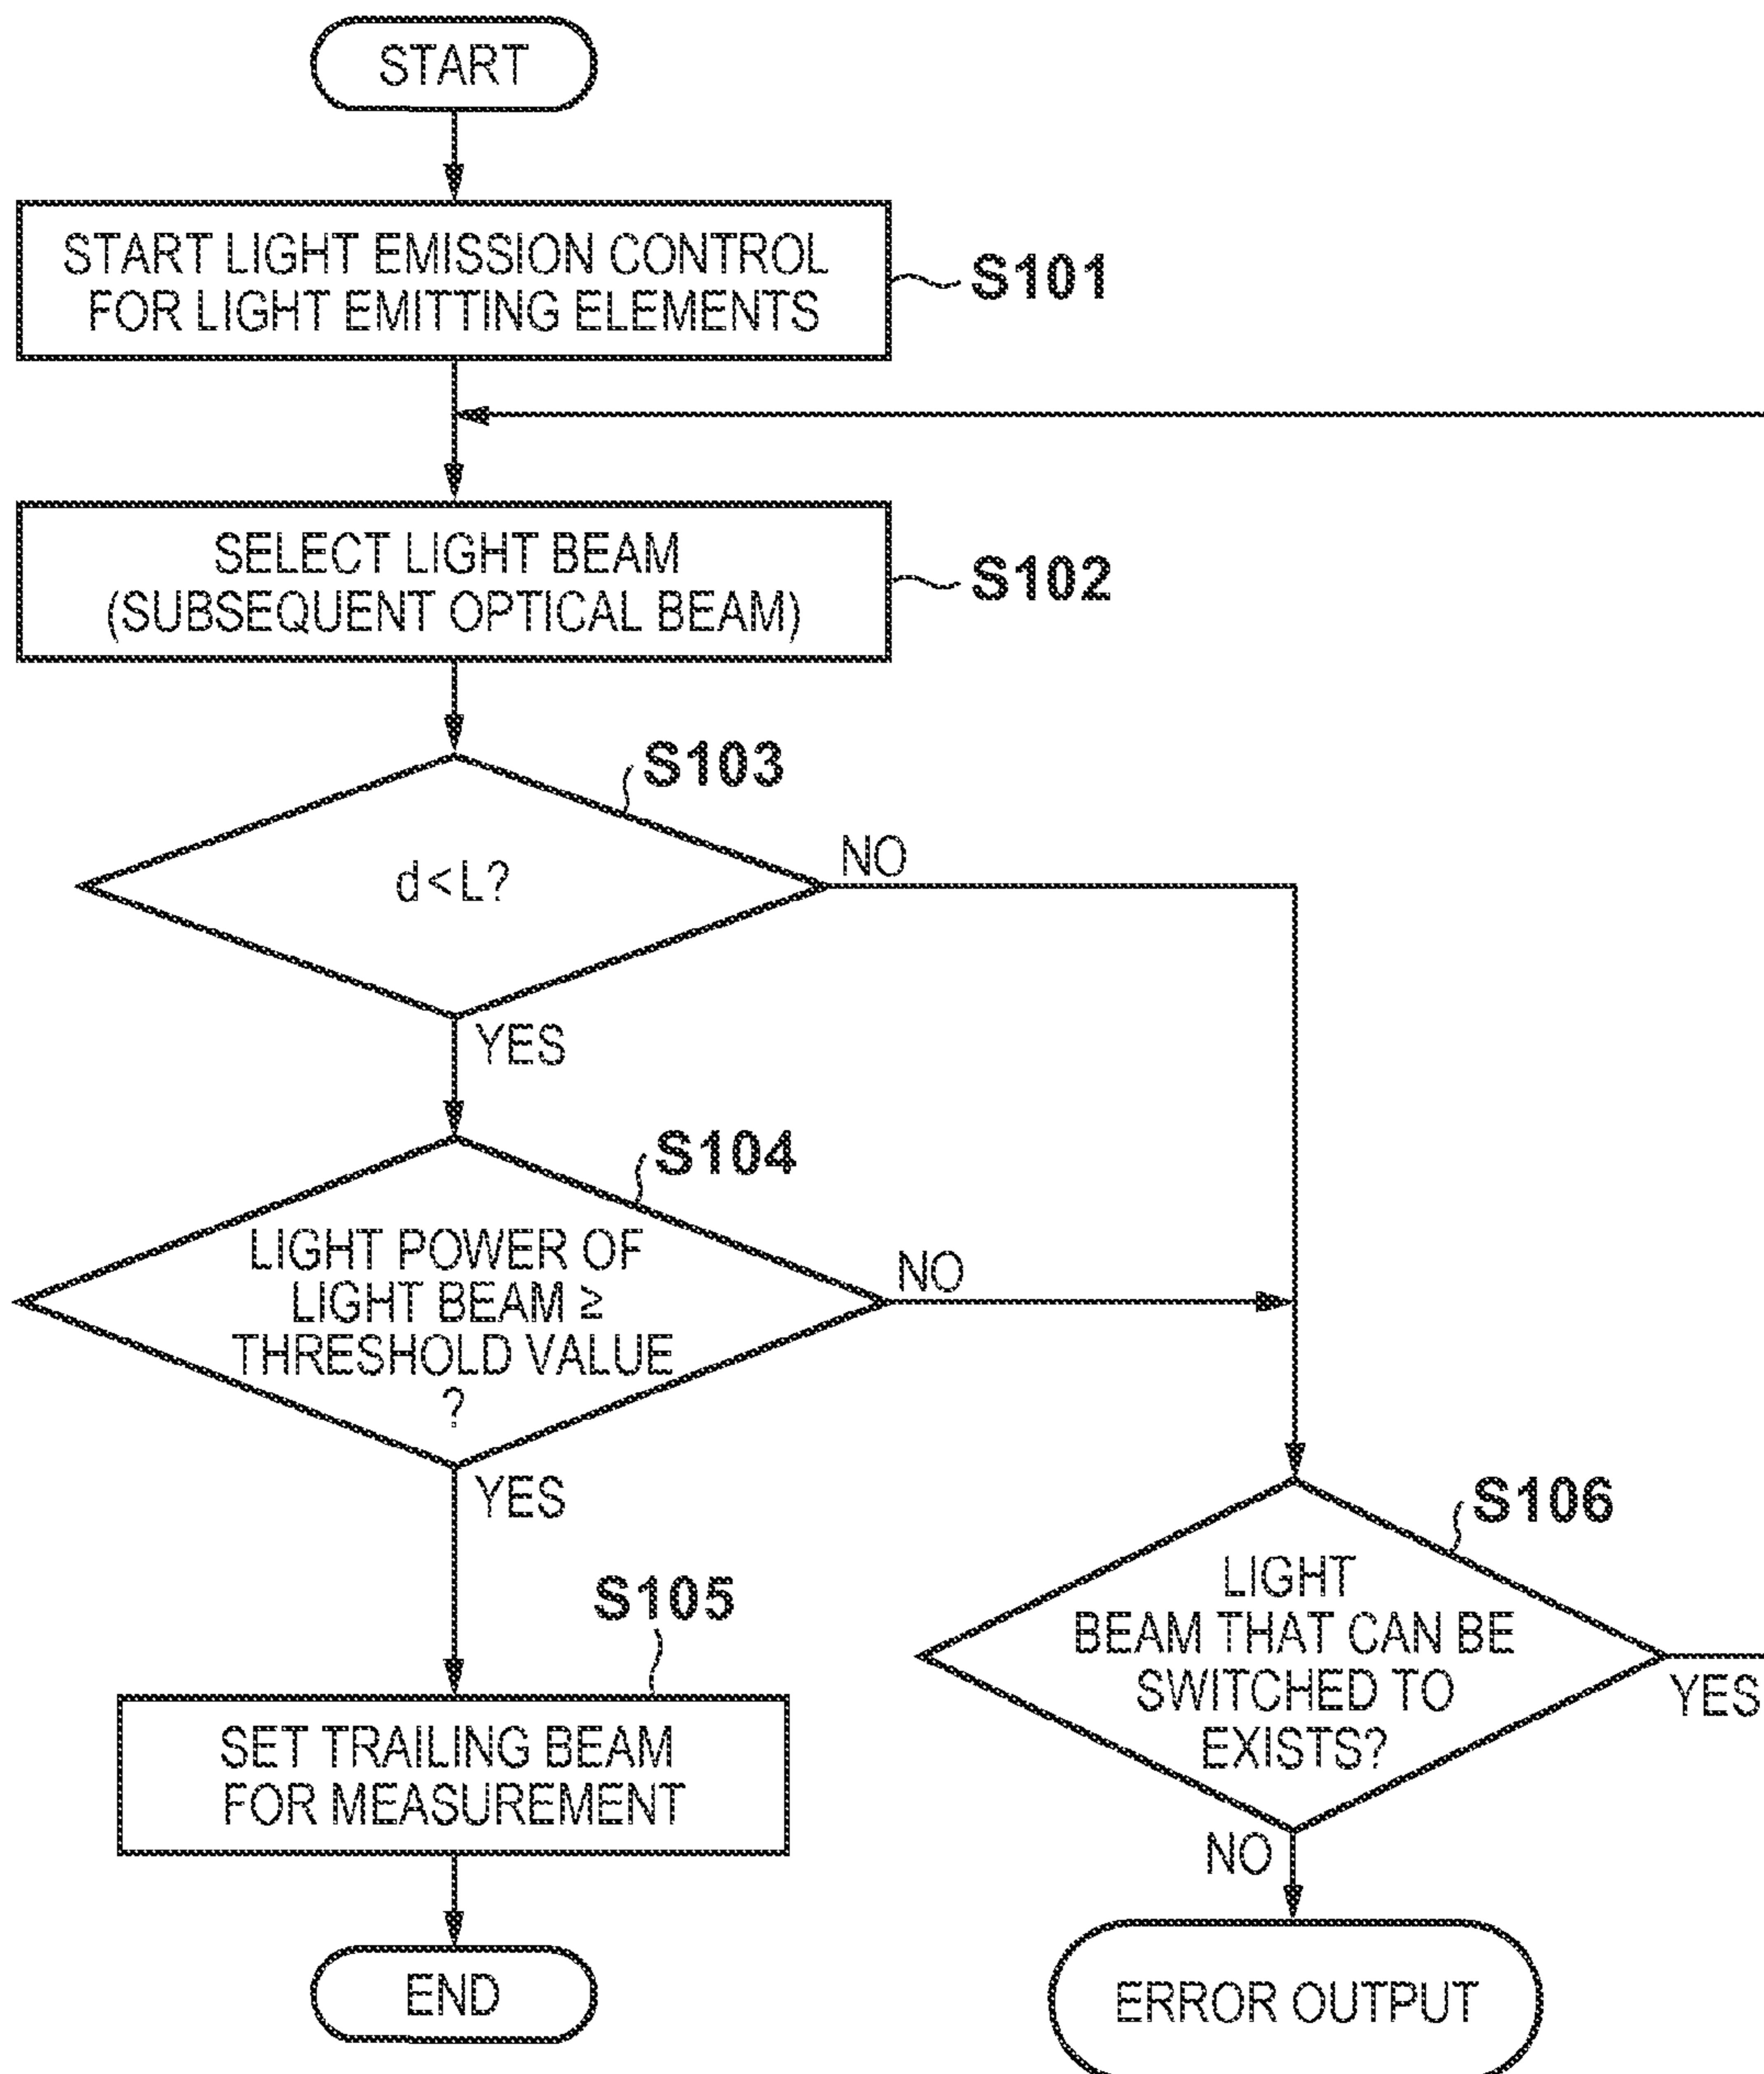 START
START LIGHT EMISSION CONTROL
FOR LIGHT EMITTING ELEMENTS
S101
SELECT LIGHT BEAM
(SUBSEQUENT OPTICAL BEAM)
S102
S103
d<L?
NO
YES
S104
LIGHT POWER OF
LIGHT BEAM ≥
THRESHOLD VALUE
?
NO
YES
S105
SET TRAILING BEAM
FOR MEASUREMENT
END
S106
LIGHT
BEAM THAT CAN BE
SWITCHED TO
EXISTS?
YES
NO
ERROR OUTPUT